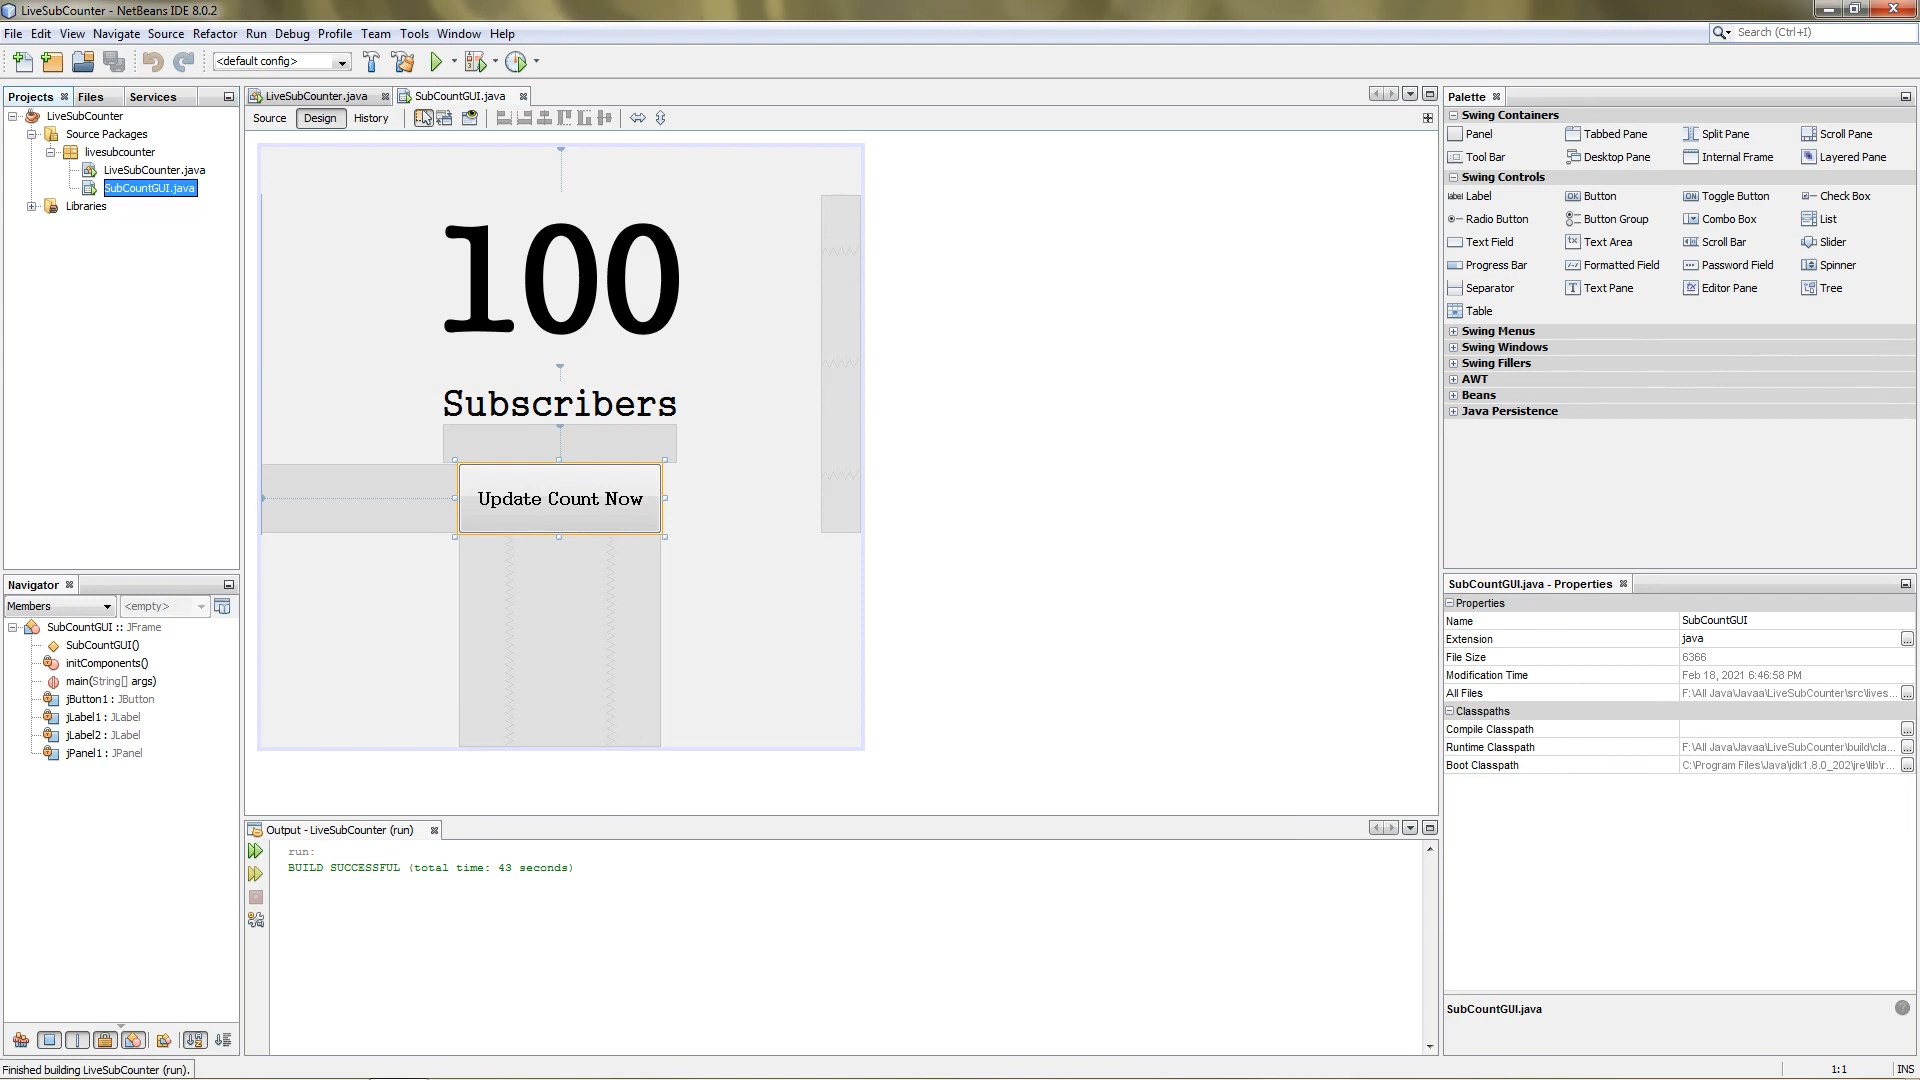 LiveSubCounter - NetBeans IDE 8.0.2
File Edit View Navigate Source Refactor Run Debug Profile Team Tools Window Help
Search (Ctrl+I)
<default config>
Projects Files Services
LiveSubCounter
Source Packages
livesubcounter
LiveSubCounter.java
SubCountGUI.java
Libraries
LiveSubCounter.java SubCountGUI.java
Source Design History
100
Subscribers
Update Count Now
Palette
Swing Containers
Panel Tabbed Pane Split Pane Scroll Pane
Tool Bar Desktop Pane Internal Frame Layered Pane
Swing Controls
Label Button Toggle Button Check Box
Radio Button Button Group Combo Box List
Text Field Text Area Scroll Bar Slider
Progress Bar Formatted Field Password Field Spinner
Separator Text Pane Editor Pane Tree
Table
Swing Menus
Swing Windows
Swing Fillers
AWT
Beans
Java Persistence
Navigator
Members <empty>
SubCountGUI :: JFrame
SubCountGUI()
initComponents()
main(String[] args)
jButton1 : JButton
jLabel1 : JLabel
jLabel2 : JLabel
jPanel1 : JPanel
SubCountGUI.java - Properties
Properties
Name SubCountGUI
Extension java
File Size 6366
Modification Time Feb 18, 2021 6:46:58 PM
All Files F:\All Java\Javaa\LiveSubCounter\src\lives...
Classpaths
Compile Classpath
Runtime Classpath F:\All Java\Javaa\LiveSubCounter\build\cla...
Boot Classpath C:\Program Files\Java\jdk1.8.0_202\jre\lib\r...
SubCountGUI.java
Output - LiveSubCounter (run)
run:
BUILD SUCCESSFUL (total time: 43 seconds)
Finished building LiveSubCounter (run).
1:1 INS